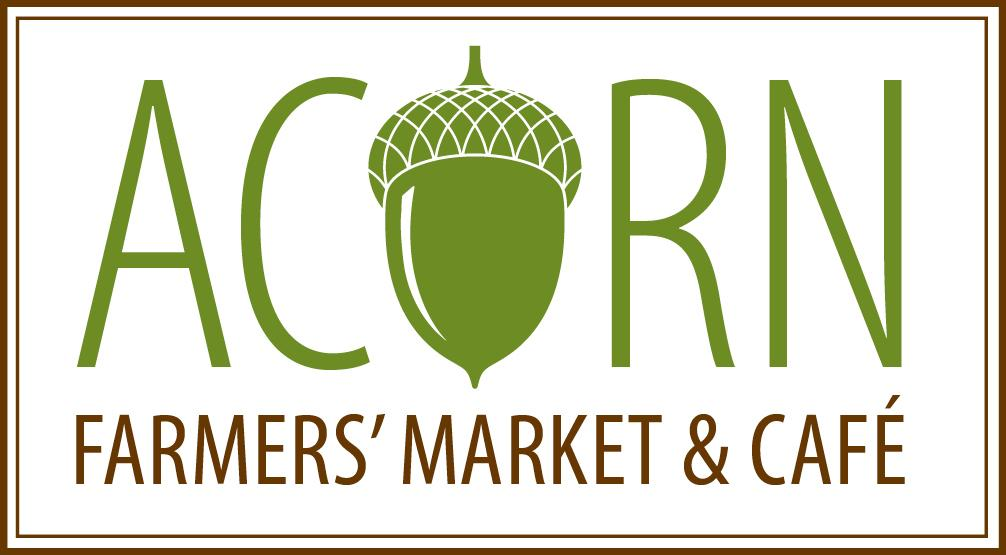 ACORN
FARMERS’ MARKET & CAFÉ